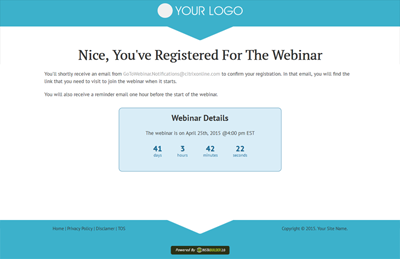 YOUR LOGO
Nice, You've Registered For The Webinar
You'll shortly receive an email from GoToWebinar.Notifications@citrixonline.com to confirm your registration. In that email, you will find the
link that you need to visit to join the webinar when it starts.
You will also receive a reminder email one hour before the start of the webinar.
Webinar Details
The webinar is on April 25th, 2015 @4:00 pm EST
41 3 42 22
days hours minutes seconds
Home | Privacy Policy | Disclaimer | TOS Copyright © 2015. Your Site Name
Powered By